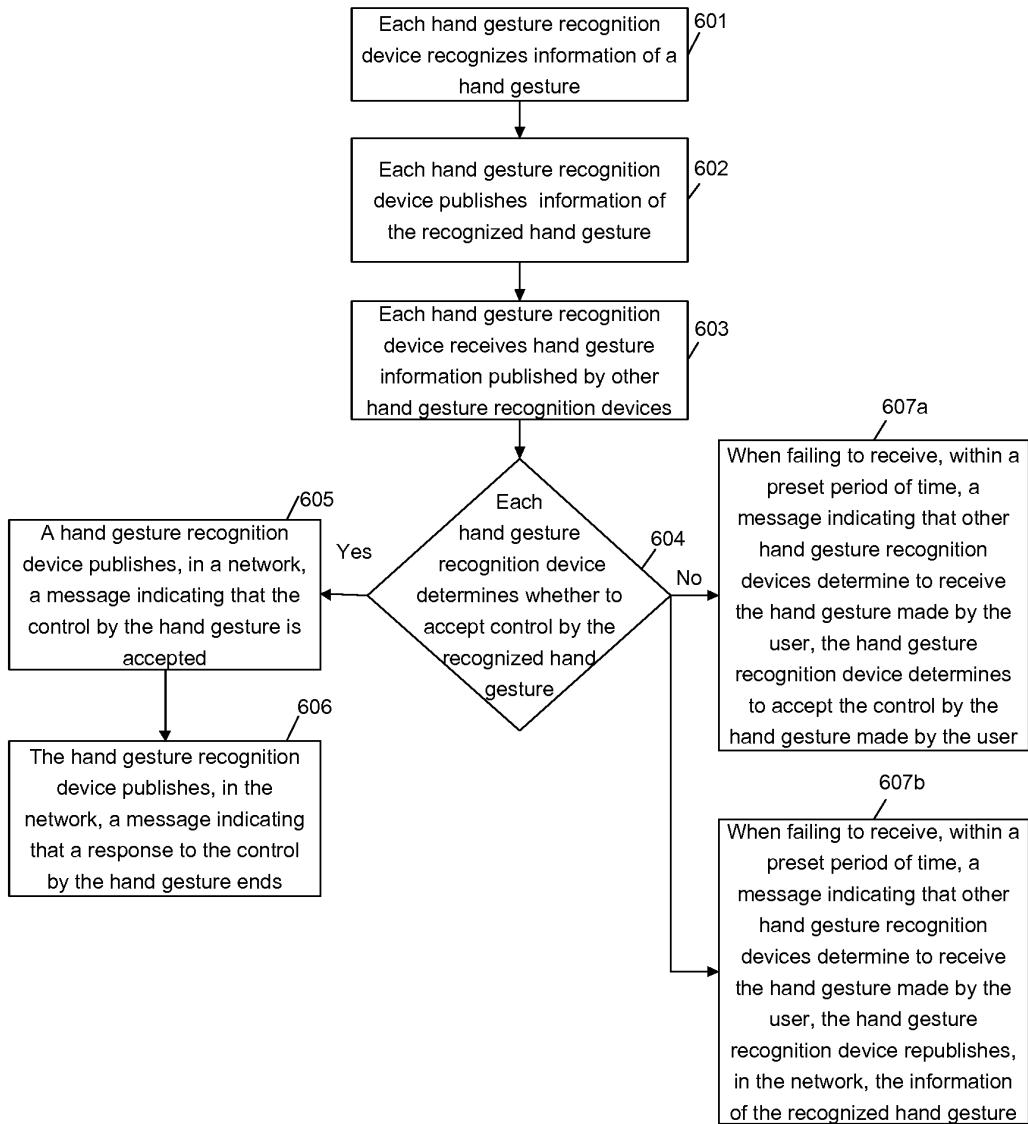 Each hand gesture recognition
device recognizes information of a
hand gesture
601
Each hand gesture recognition
device publishes information of
the recognized hand gesture
602
Each hand gesture recognition
device receives hand gesture
information published by other
hand gesture recognition devices
603
Each
hand gesture
recognition device
determines whether to
accept control by the
recognized hand
gesture
604
Yes
No
605
A hand gesture recognition
device publishes, in a network,
a message indicating that the
control by the hand gesture is
accepted
606
The hand gesture recognition
device publishes, in the
network, a message indicating
that a response to the control
by the hand gesture ends
607a
When failing to receive, within a
preset period of time, a
message indicating that other
hand gesture recognition
devices determine to receive
the hand gesture made by the
user, the hand gesture
recognition device determines
to accept the control by the
hand gesture made by the user
607b
When failing to receive, within a
preset period of time, a
message indicating that other
hand gesture recognition
devices determine to receive
the hand gesture made by the
user, the hand gesture
recognition device republishes,
in the network, the information
of the recognized hand gesture